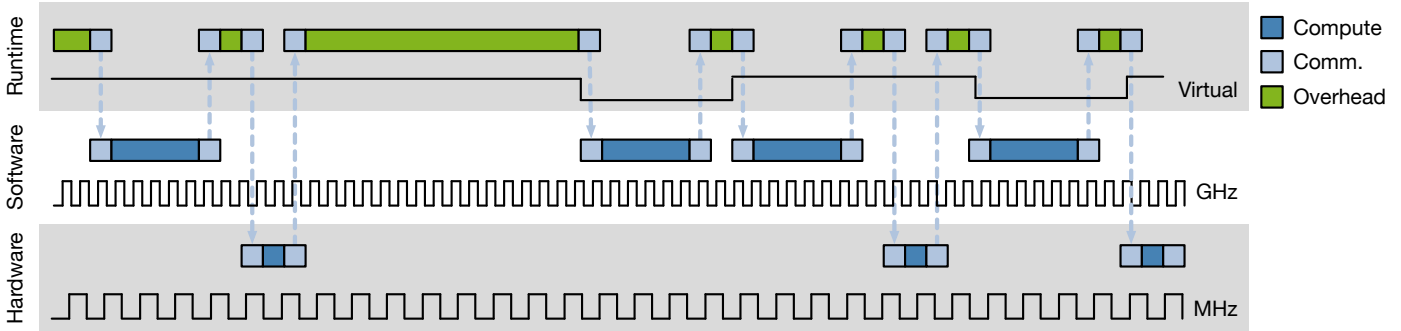 Runtime
Virtual
Software
GHz
Hardware
MHz
Compute
Comm.
Overhead